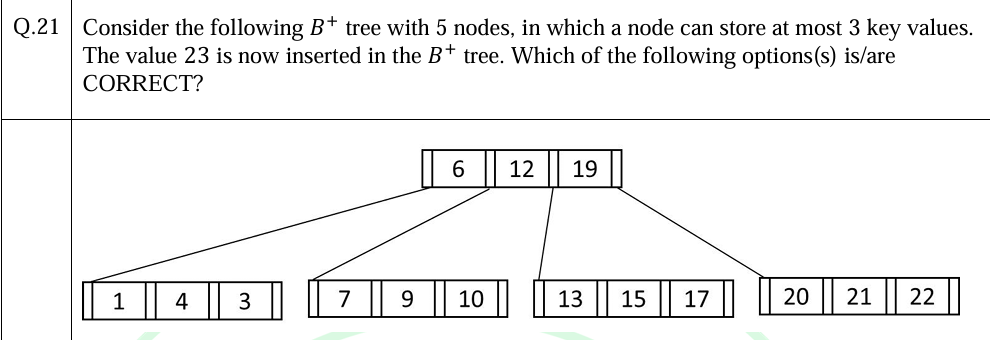 Q.21 Consider the following B⁺ tree with 5 nodes, in which a node can store at most 3 key values.
The value 23 is now inserted in the B⁺ tree. Which of the following options(s) is/are
CORRECT?
6 12 19
1 4 3 7 9 10 13 15 17 20 21 22